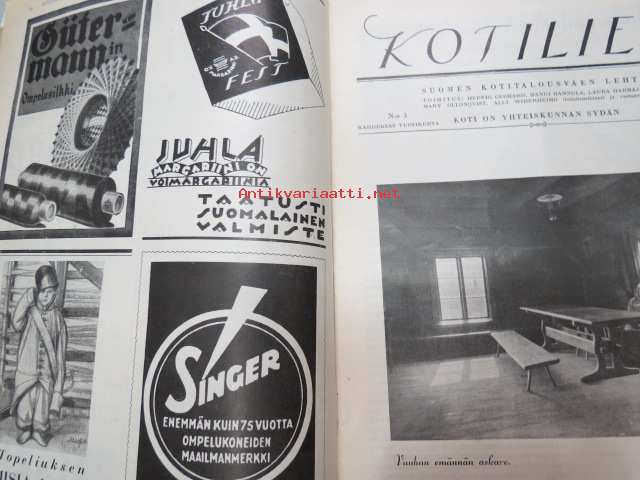 Güter=
mann in
Ompelusilkki
JUHLA
FEST
JUHLA
MARGARIINI ON
VOIMARGARIINIA
TAATUSTI
SUOMALAINEN
VALMISTE
Topeliuksen
SINGER
ENEMMÄN KUIN 75 VUOTTA
OMPELUKONEIDEN
MAAILMANMERKKI
KOTILIE
SUOMEN KOTITALOUSVÄEN LEHT
N:o 3
KOTI ON YHTEISKUNNAN SYDÄN
Vanhan emännän askare.
Antikvariaatti.net